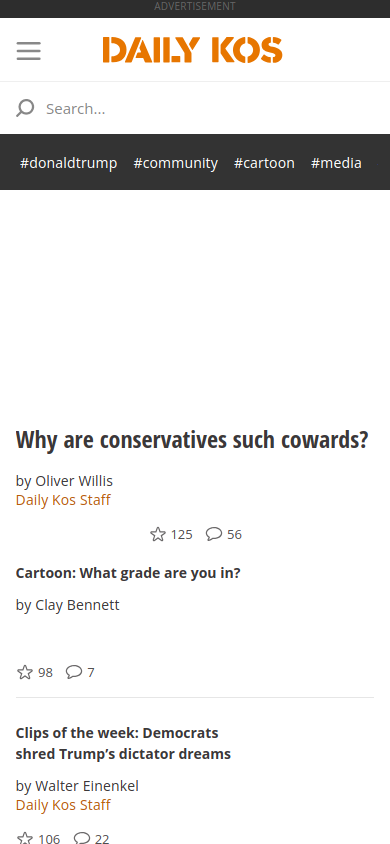 ADVERTISEMENT
DAILY KOS
Search...
#donaldtrump #community #cartoon #media
Why are conservatives such cowards?
by Oliver Willis
Daily Kos Staff
125 56
Cartoon: What grade are you in?
by Clay Bennett
98 7
Clips of the week: Democrats
shred Trump’s dictator dreams
by Walter Einenkel
Daily Kos Staff
106 22